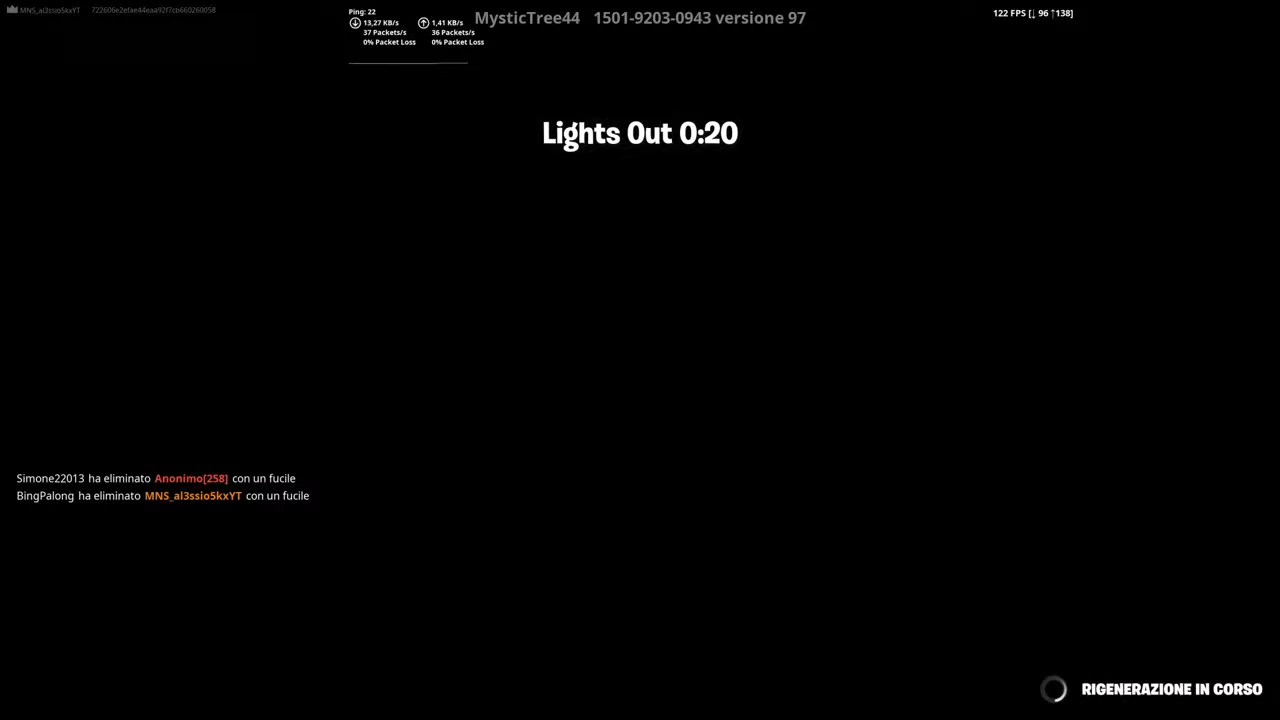 MNS_al3ssio5kxYT 722606e2efae44eaa92f7cb660260058
Ping: 22
13,27 KB/s 1,41 KB/s
37 Packets/s 36 Packets/s
0% Packet Loss 0% Packet Loss
MysticTree44 1501-9203-0943 versione 97
122 FPS [↓ 96 ↑138]
Lights Out 0:20
Simone22013 ha eliminato Anonimo[258] con un fucile
BingPalong ha eliminato MNS_al3ssio5kxYT con un fucile
RIGENERAZIONE IN CORSO